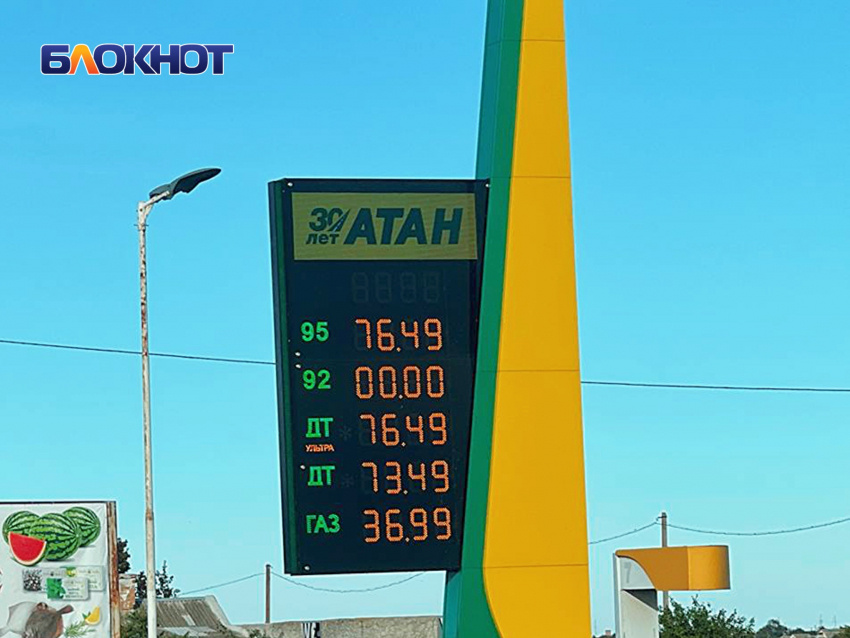 БЛОКНОТ
30 лет АТАН
95 76.49
92 00.00
ДТ 76.49
УЛЬТРА
ДТ 73.49
ГАЗ 36.99